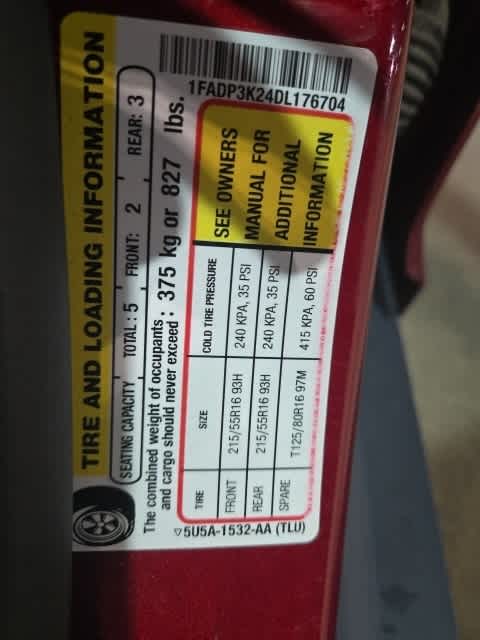 TIRE AND LOADING INFORMATION
SEATING CAPACITY TOTAL : 5 FRONT: 2 REAR: 3
The combined weight of occupants : 375 kg or 827 lbs.
and cargo should never exceed
1FADP3K24DL176704
TIRE SIZE COLD TIRE PRESSURE
FRONT 215/55R16 93H 240 KPA, 35 PSI
REAR 215/55R16 93H 240 KPA, 35 PSI
SPARE T125/80R16 97M 415 KPA, 60 PSI
SEE OWNERS
MANUAL FOR
ADDITIONAL
INFORMATION
▽5U5A-1532-AA (TLU)